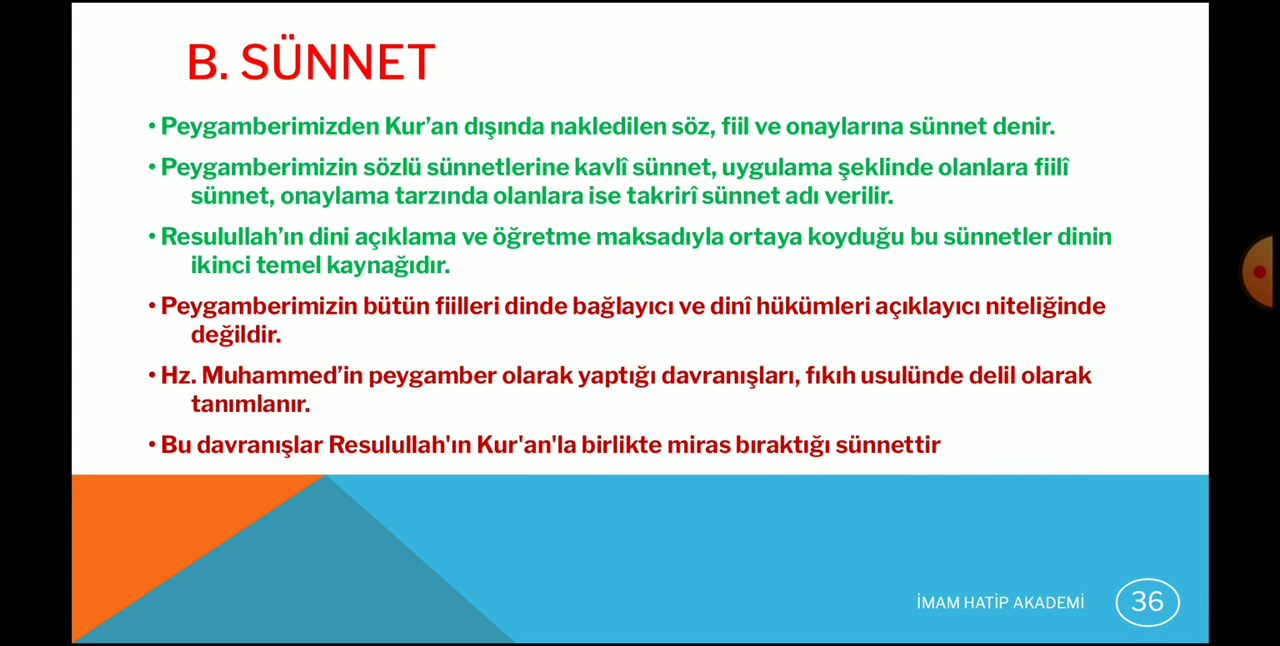 B. SÜNNET
• Peygamberimizden Kur’an dışında nakledilen söz, fiil ve onaylarına sünnet denir.
• Peygamberimizin sözlü sünnetlerine kavlî sünnet, uygulama şeklinde olanlara fiilî
sünnet, onaylama tarzında olanlara ise takrirî sünnet adı verilir.
• Resulullah’ın dini açıklama ve öğretme maksadıyla ortaya koyduğu bu sünnetler dinin
ikinci temel kaynağıdır.
• Peygamberimizin bütün fiilleri dinde bağlayıcı ve dinî hükümleri açıklayıcı niteliğinde
değildir.
• Hz. Muhammed’in peygamber olarak yaptığı davranışları, fıkıh usulünde delil olarak
tanımlanır.
• Bu davranışlar Resulullah'ın Kur'an'la birlikte miras bıraktığı sünnettir
İMAM HATİP AKADEMİ
36